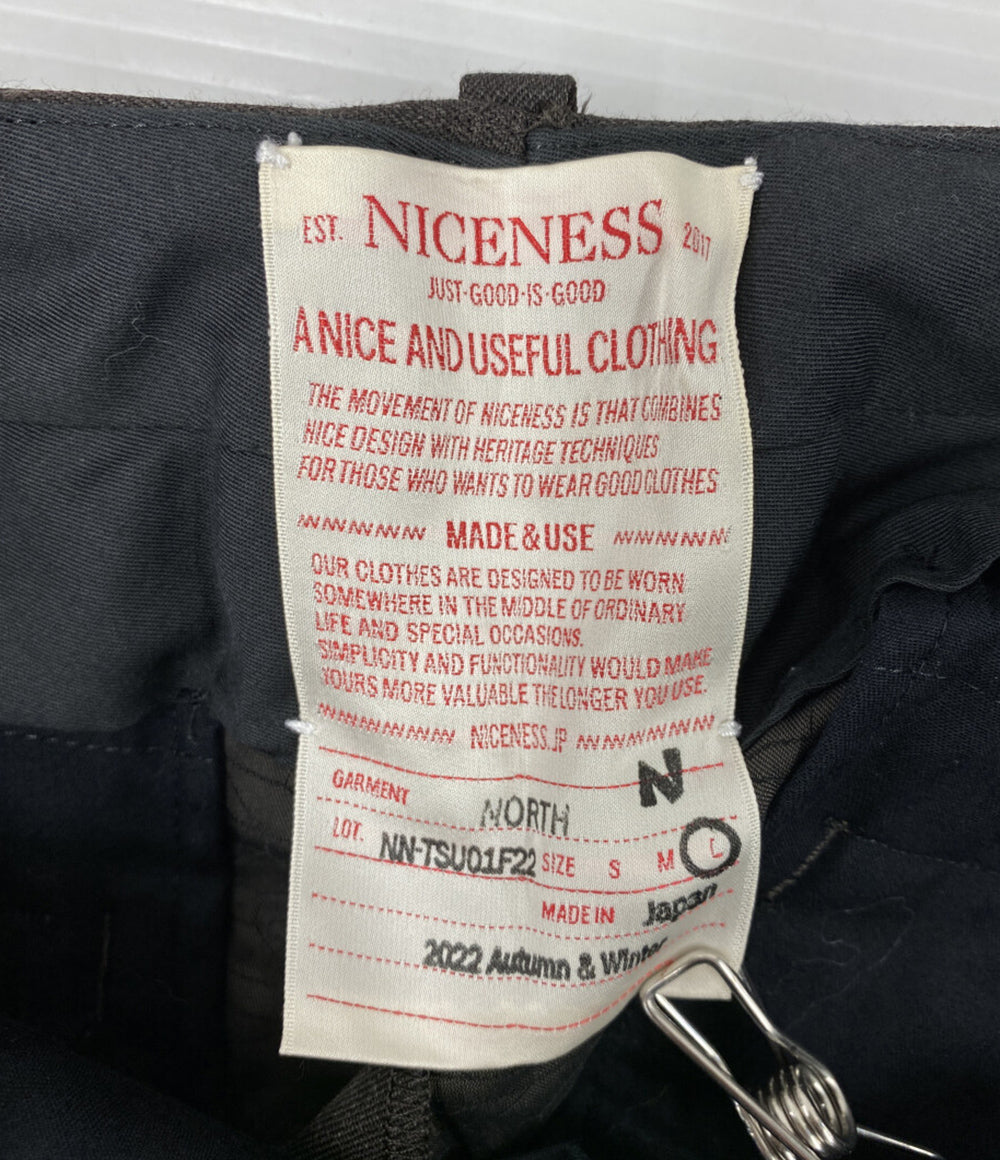 EST. NICENESS 2017
JUST·GOOD·IS·GOOD
A NICE AND USEFUL CLOTHING
THE MOVEMENT OF NICENESS IS THAT COMBINES
NICE DESIGN WITH HERITAGE TECHNIQUES
FOR THOSE WHO WANTS TO WEAR GOOD CLOTHES
NNNNNN MADE & USE NNNNNN
OUR CLOTHES ARE DESIGNED TO BE WORN
SOMEWHERE IN THE MIDDLE OF ORDINARY
LIFE AND SPECIAL OCCASIONS.
SIMPLICITY AND FUNCTIONALITY WOULD MAKE
YOURS MORE VALUABLE THE LONGER YOU USE.
NICENESS.JP
N
GARMENT NORTH
LOT. NN-TSU01F22 SIZE S M L
MADE IN Japan
2022 Autumn & Winter